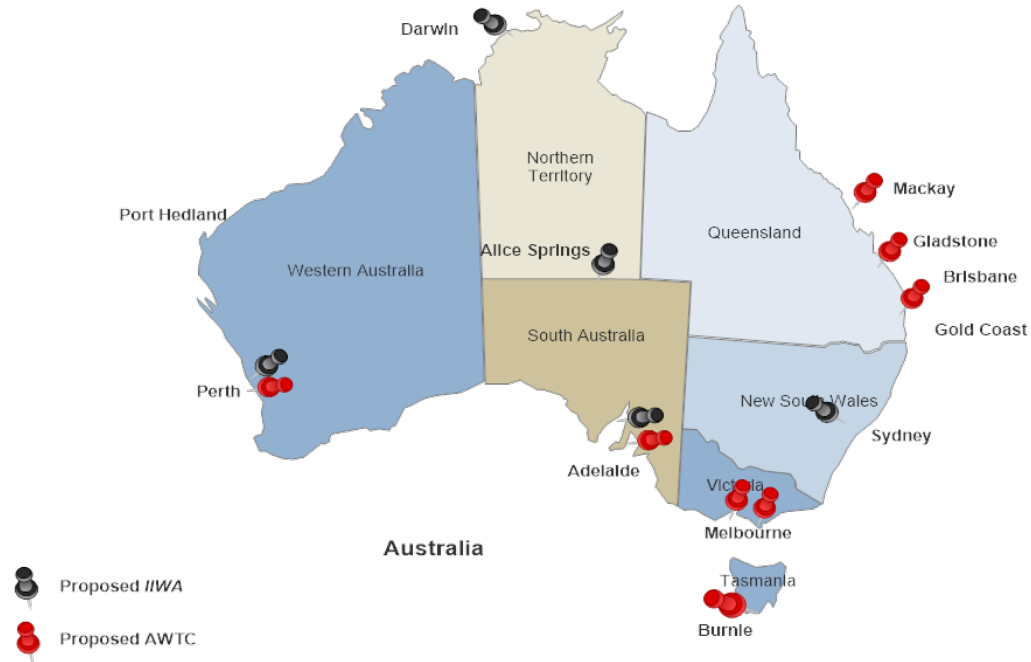 Darwin
Northern
Territory
Mackay
Port Hedland
Queensland
Gladstone
Alice Springs
Western Australia
Brisbane
South Australia
Gold Coast
Perth
New South Wales
Sydney
Adelaide
Victoria
Melbourne
Australia
Tasmania
Proposed IIWA
Burnie
Proposed AWTC